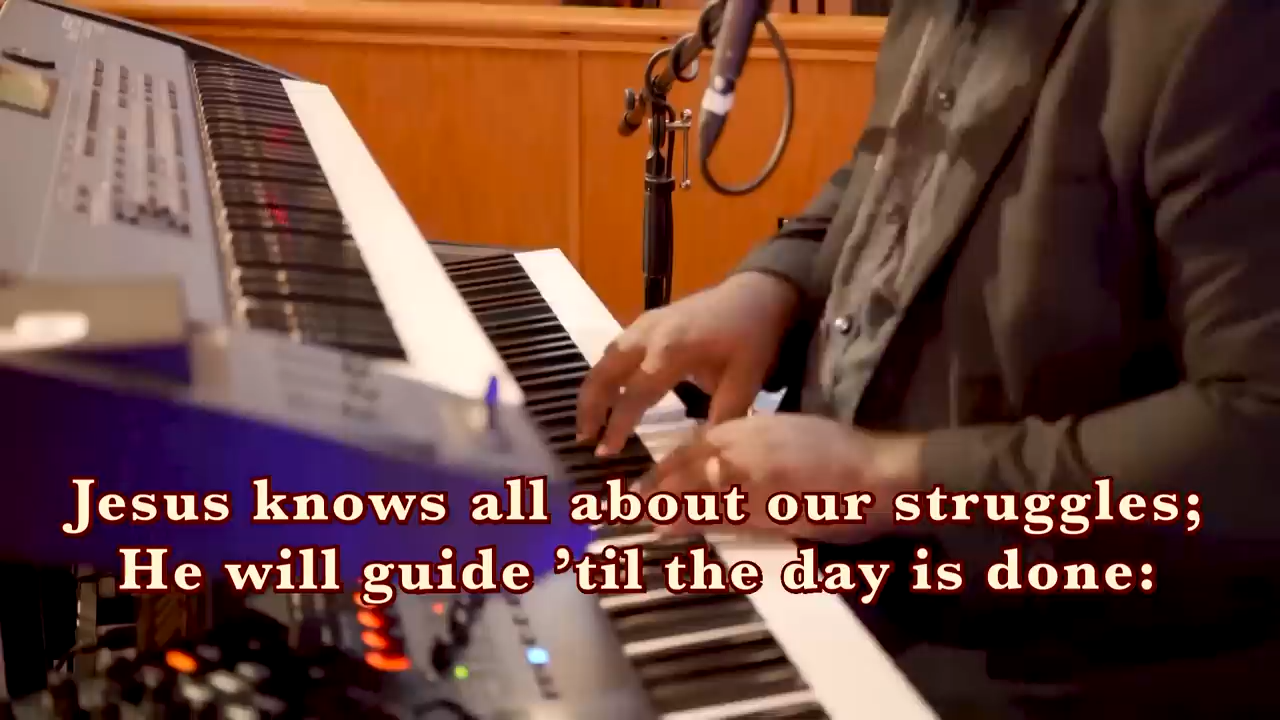 Jesus knows all about our struggles;
He will guide ’til the day is done: